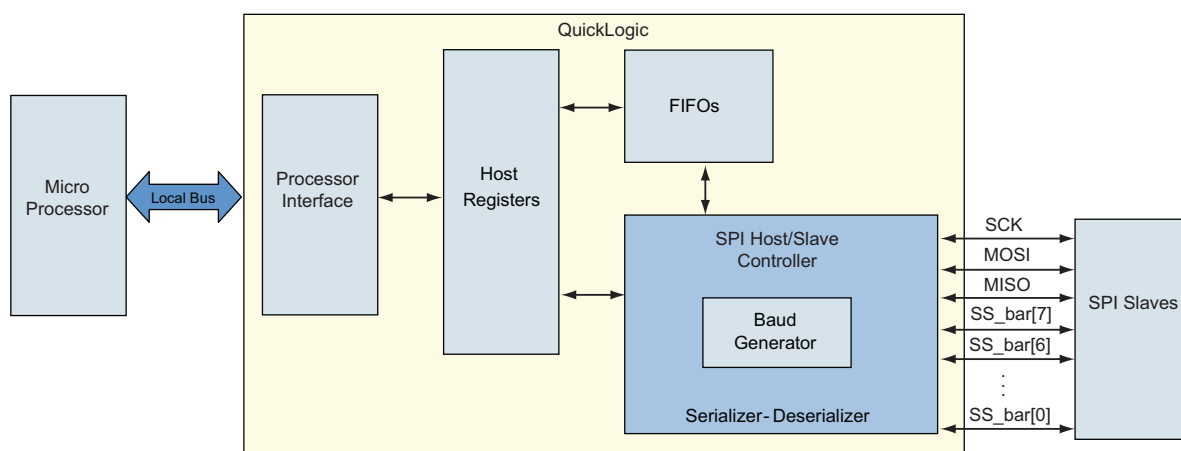 QuickLogic
Micro
Processor
Local Bus
Processor
Interface
Host
Registers
FIFOs
SPI Host/Slave
Controller
Baud
Generator
Serializer-Deserializer
SCK
MOSI
MISO
SS_bar[7]
SS_bar[6]
⋮
SS_bar[0]
SPI Slaves